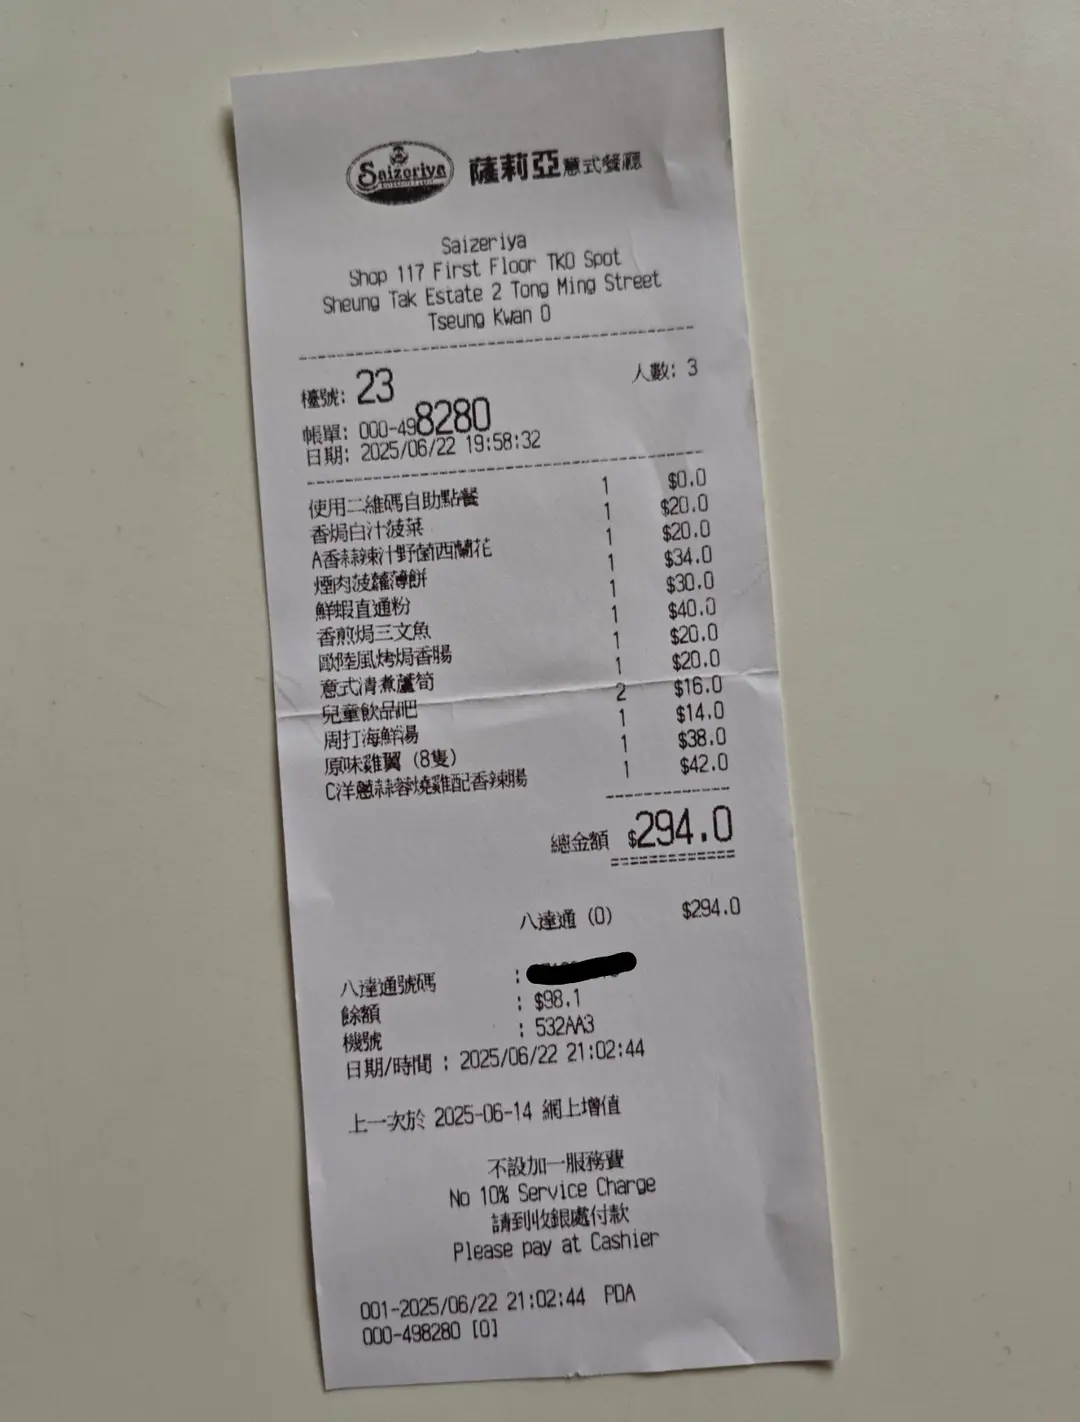 Saizeriya 薩莉亞意式餐廳
Saizeriya
Shop 117 First Floor TKO Spot
Sheung Tak Estate 2 Tong Ming Street
Tseung Kwan O
檯號: 23 人數: 3
帳單: 000-498280
日期: 2025/06/22 19:58:32
使用二維碼自助點餐 1 $0.0
香焗白汁菠菜 1 $20.0
A香蒜辣汁野菌西蘭花 1 $20.0
煙肉菠蘿薄餅 1 $34.0
鮮蝦直通粉 1 $30.0
香煎焗三文魚 1 $40.0
歐陸風烤焗香腸 1 $20.0
意式清煮蘆筍 1 $20.0
兒童飲品吧 2 $16.0
周打海鮮湯 1 $14.0
原味雞翼 (8隻) 1 $38.0
C洋蔥蒜蓉燒雞配香辣腸 1 $42.0
總金額 $294.0
八達通 (0) $294.0
八達通號碼 :
餘額 : $98.1
機號 : 532AA3
日期/時間 : 2025/06/22 21:02:44
上一次於 2025-06-14 網上增值
不設加一服務費
No 10% Service Charge
請到收銀處付款
Please pay at Cashier
001-2025/06/22 21:02:44 PDA
000-498280 [0]